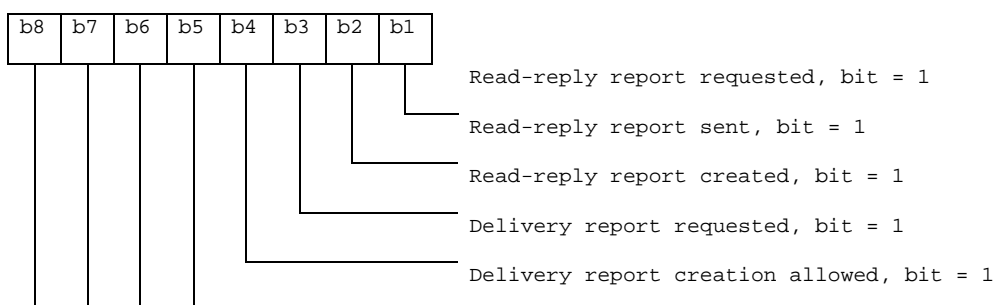 b8 b7 b6 b5 b4 b3 b2 b1
Read-reply report requested, bit = 1
Read-reply report sent, bit = 1
Read-reply report created, bit = 1
Delivery report requested, bit = 1
Delivery report creation allowed, bit = 1